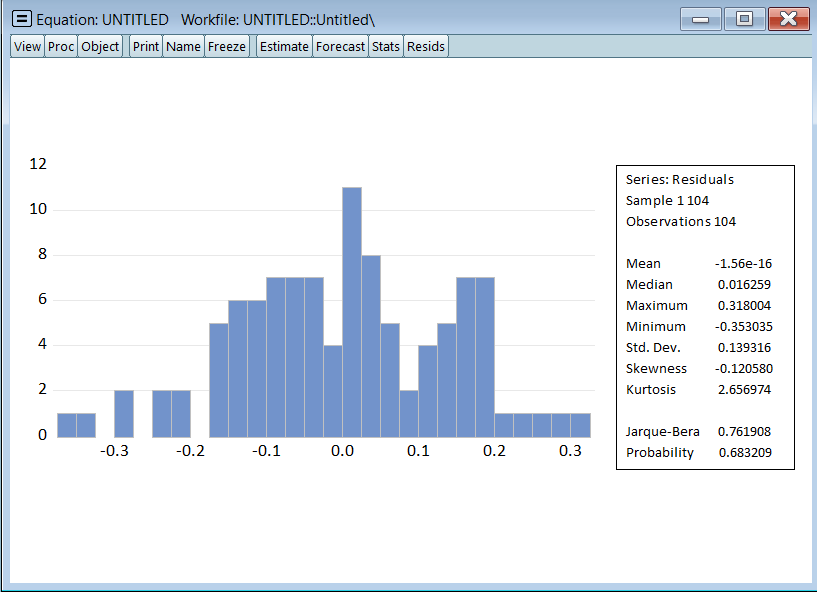 Equation: UNTITLED Workfile: UNTITLED::Untitled\
View Proc Object Print Name Freeze Estimate Forecast Stats Resids
12
10
8
6
4
2
0
-0.3 -0.2 -0.1 0.0 0.1 0.2 0.3
Series: Residuals
Sample 1 104
Observations 104
Mean -1.56e-16
Median 0.016259
Maximum 0.318004
Minimum -0.353035
Std. Dev. 0.139316
Skewness -0.120580
Kurtosis 2.656974
Jarque-Bera 0.761908
Probability 0.683209